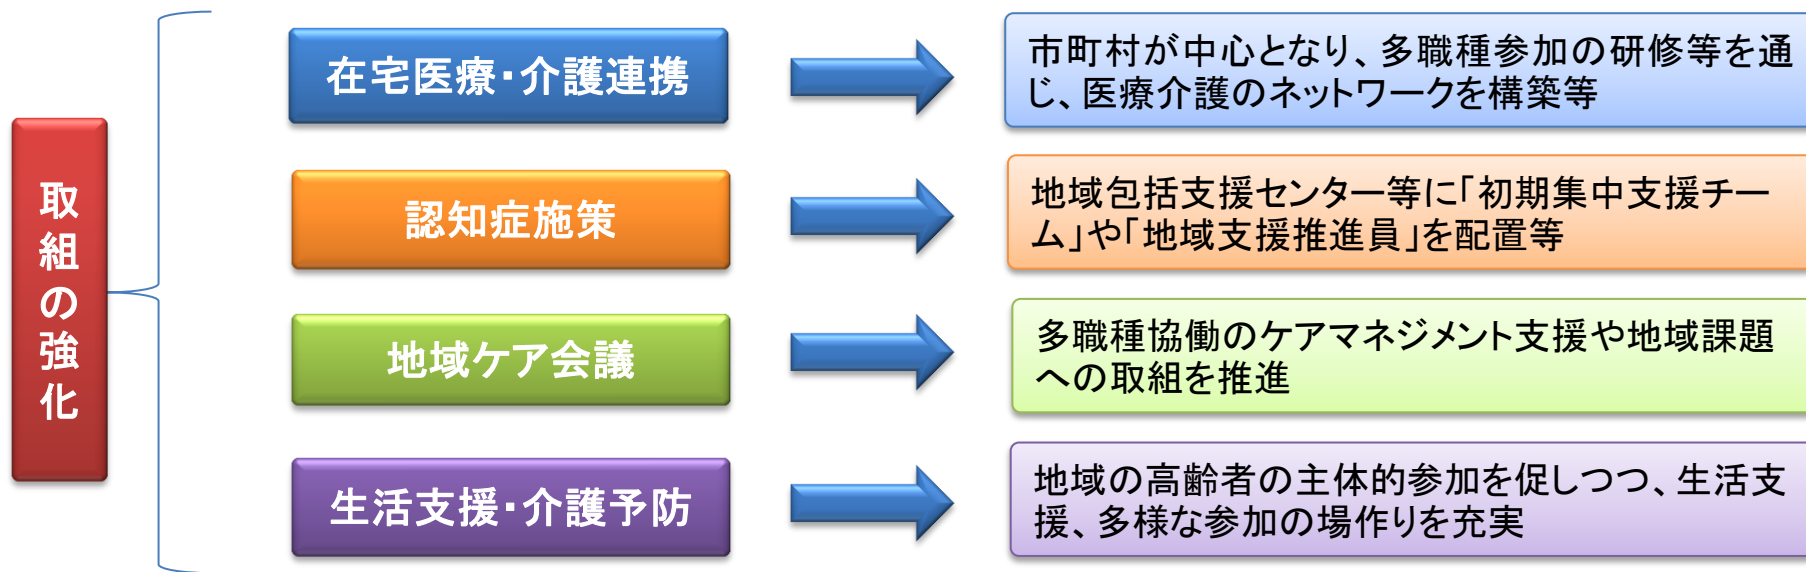 取組の強化
在宅医療・介護連携
市町村が中心となり、多職種参加の研修等を通
じ、医療介護のネットワークを構築等
認知症施策
地域包括支援センター等に「初期集中支援チー
ム」や「地域支援推進員」を配置等
地域ケア会議
多職種協働のケアマネジメント支援や地域課題
への取組を推進
生活支援・介護予防
地域の高齢者の主体的参加を促しつつ、生活支
援、多様な参加の場作りを充実